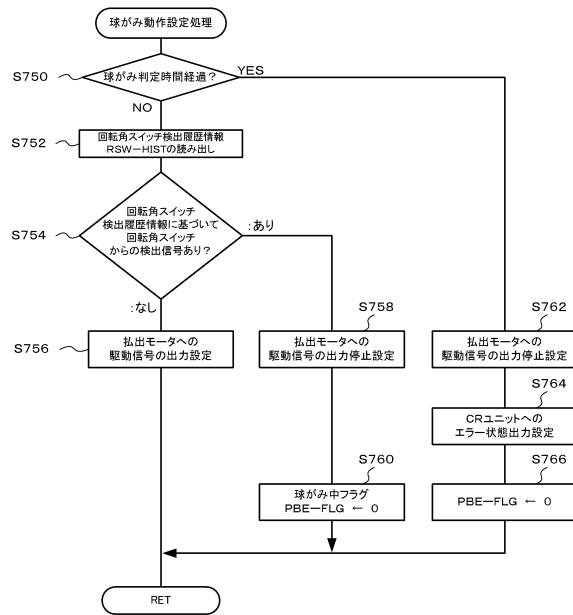 球がみ動作設定処理
S750
球がみ判定時間経過?
YES
NO
S752
回転角スイッチ検出履歴情報
RSW－HISTの読み出し
S754
回転角スイッチ
検出履歴情報に基づいて
回転角スイッチ
からの検出信号あり?
:あり
:なし
S756
払出モータへの
駆動信号の出力設定
S758
払出モータへの
駆動信号の出力停止設定
S762
払出モータへの
駆動信号の出力停止設定
S764
CRユニットへの
エラー状態出力設定
S760
球がみ中フラグ
PBE－FLG ← 0
S766
PBE－FLG ← 0
RET